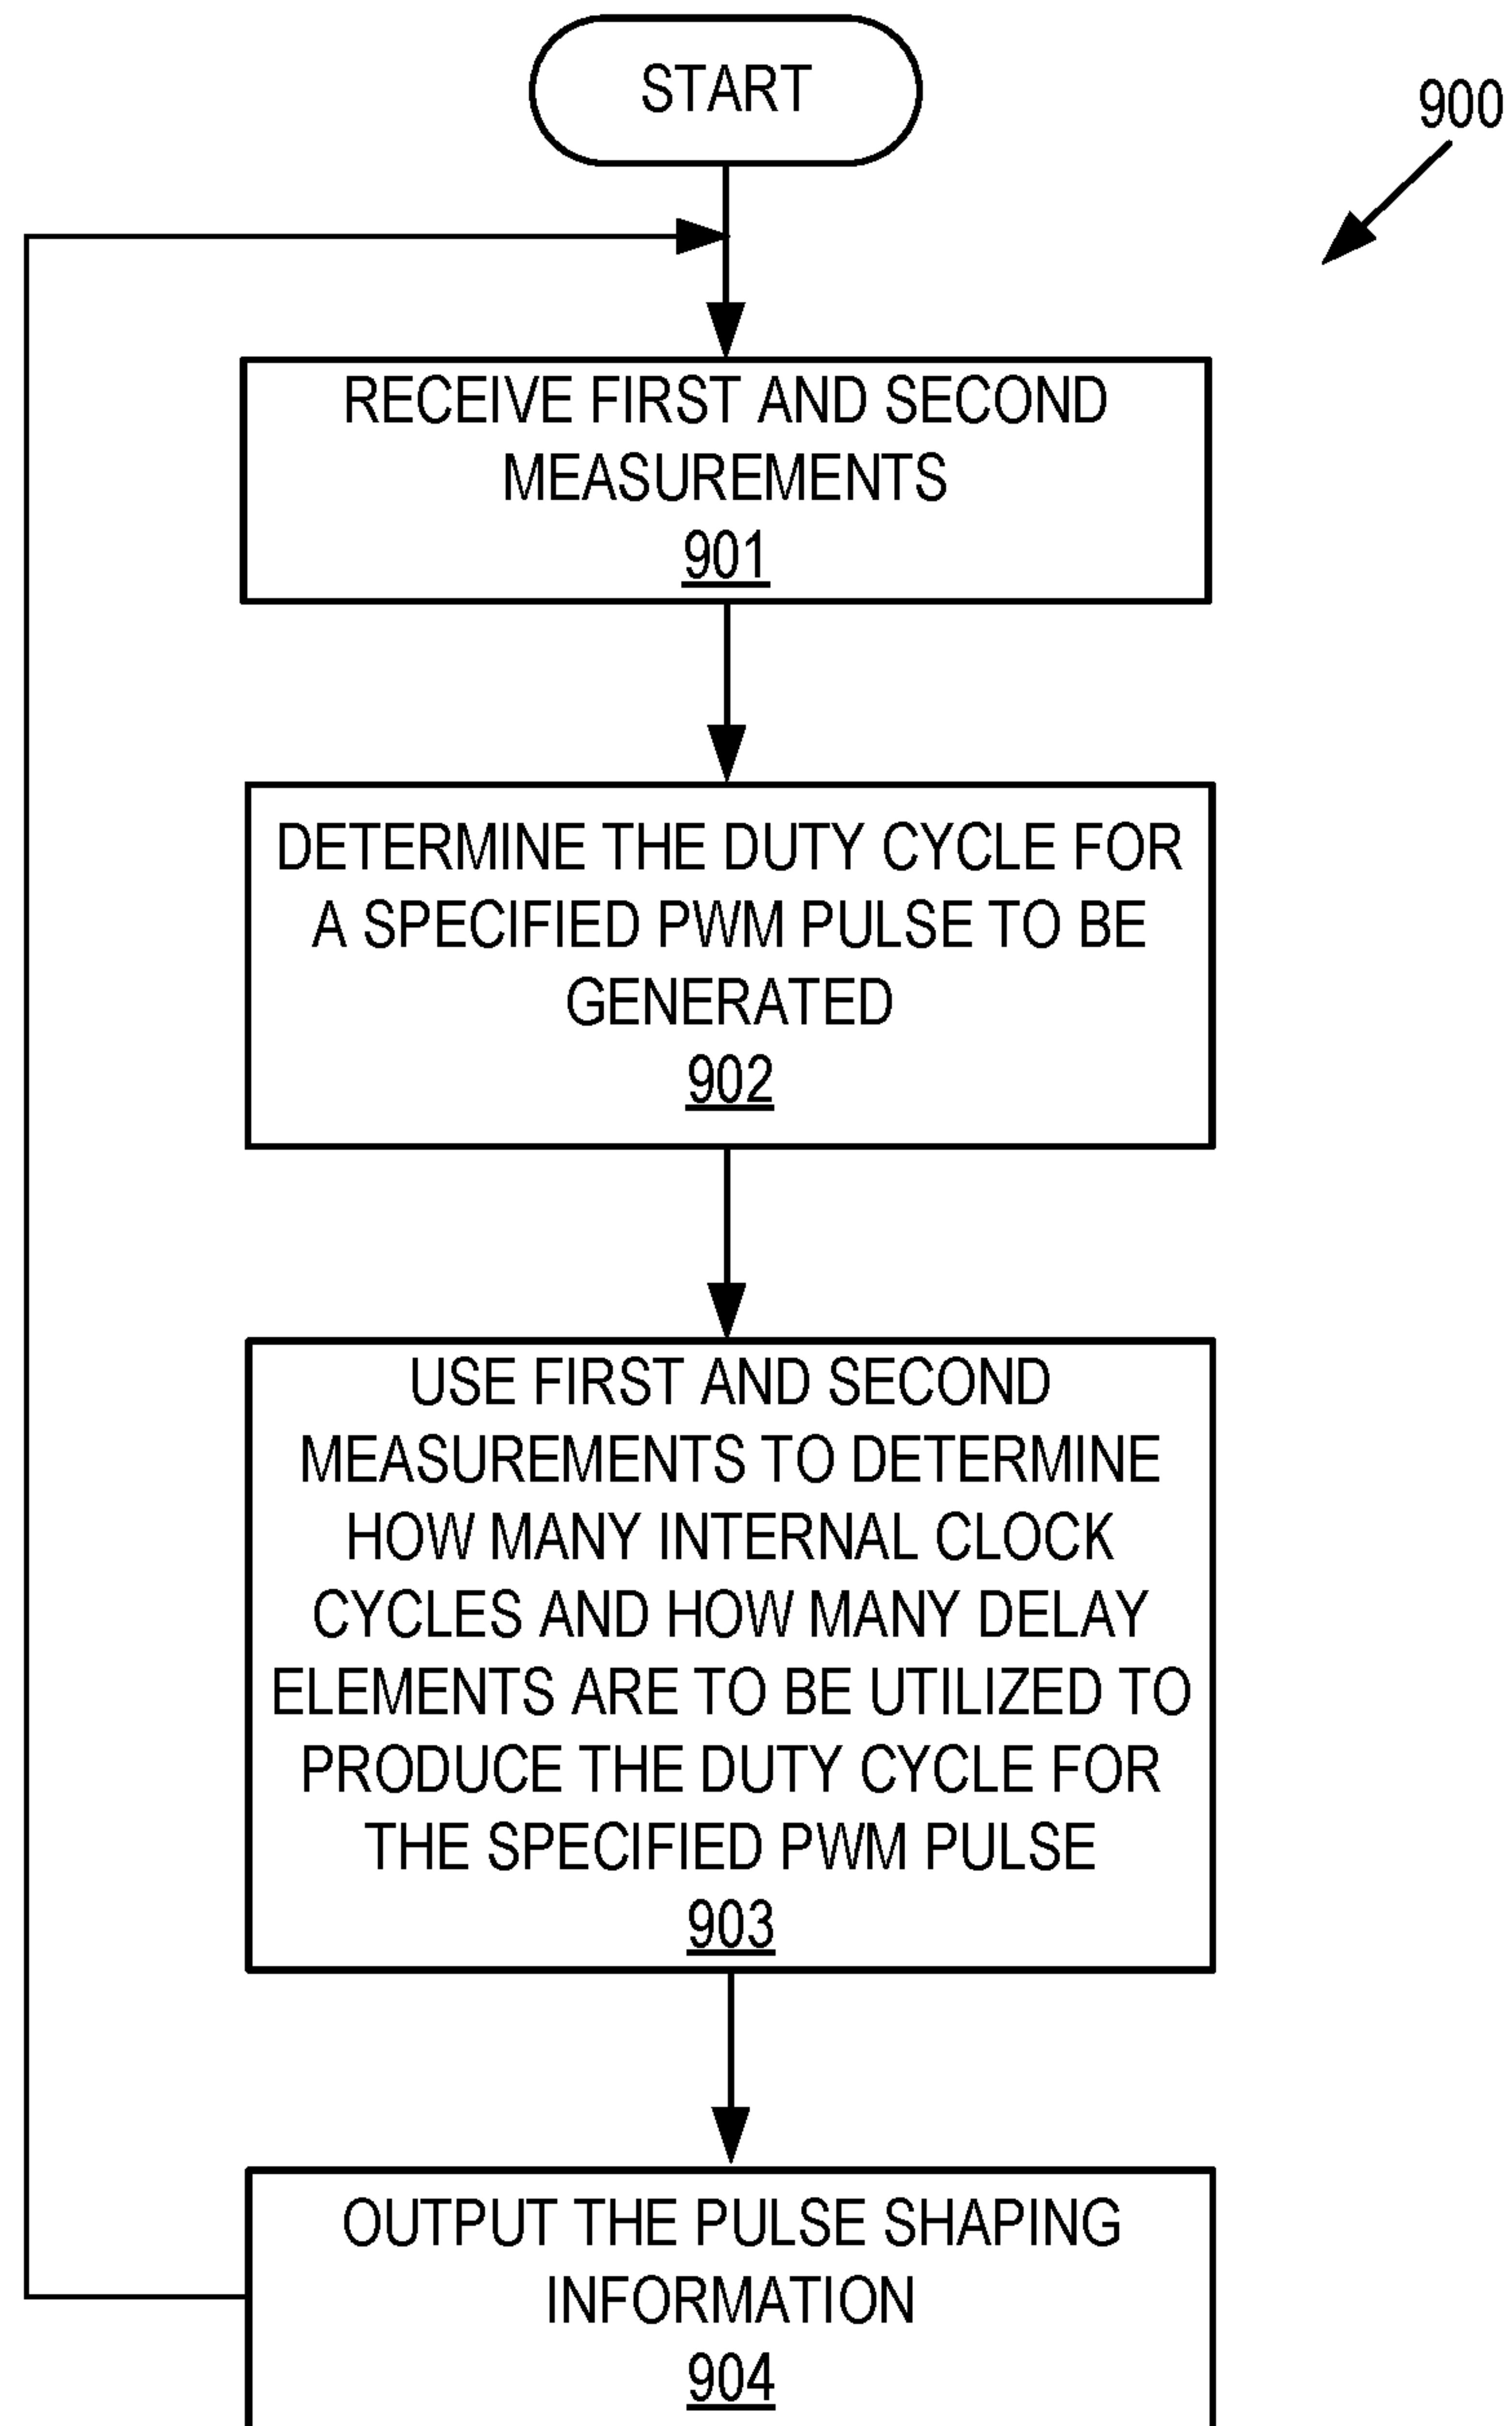 START
900
RECEIVE FIRST AND SECOND
MEASUREMENTS
901
DETERMINE THE DUTY CYCLE FOR
A SPECIFIED PWM PULSE TO BE
GENERATED
902
USE FIRST AND SECOND
MEASUREMENTS TO DETERMINE
HOW MANY INTERNAL CLOCK
CYCLES AND HOW MANY DELAY
ELEMENTS ARE TO BE UTILIZED TO
PRODUCE THE DUTY CYCLE FOR
THE SPECIFIED PWM PULSE
903
OUTPUT THE PULSE SHAPING
INFORMATION
904